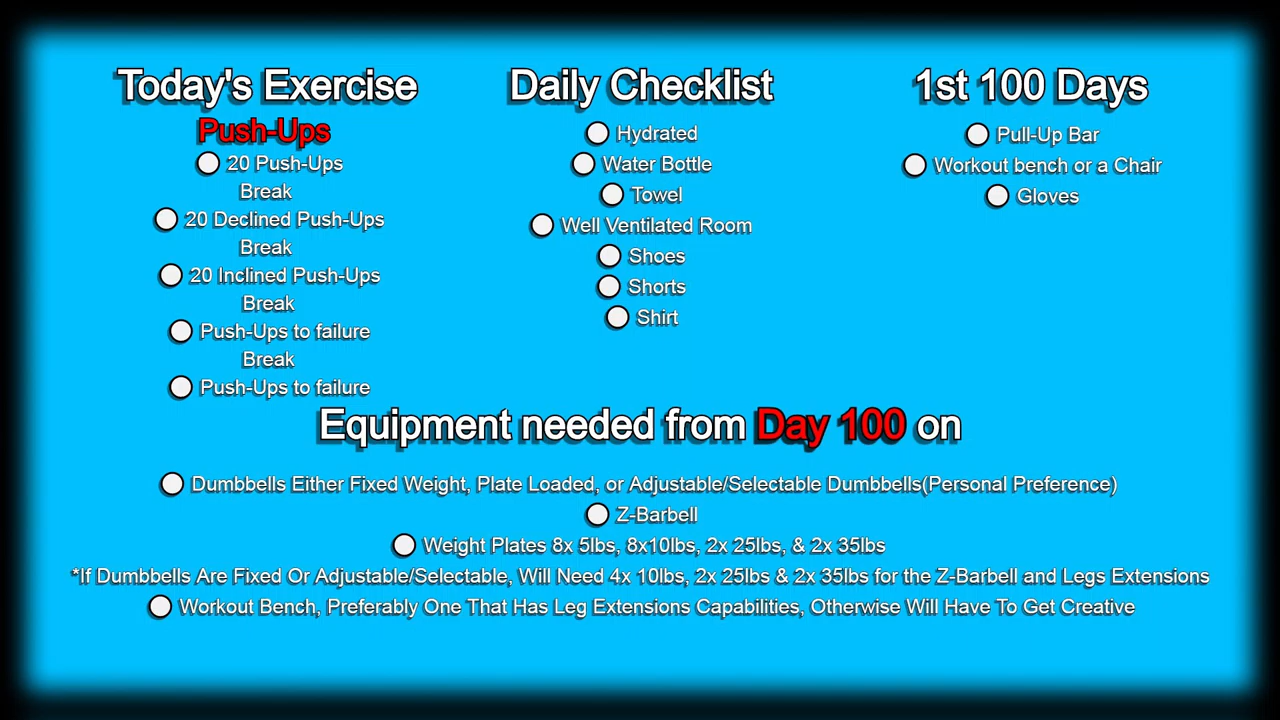 Today's Exercise
Push-Ups
20 Push-Ups
Break
20 Declined Push-Ups
Break
20 Inclined Push-Ups
Break
Push-Ups to failure
Break
Push-Ups to failure
Daily Checklist
Hydrated
Water Bottle
Towel
Well Ventilated Room
Shoes
Shorts
Shirt
1st 100 Days
Pull-Up Bar
Workout bench or a Chair
Gloves
Equipment needed from Day 100 on
Dumbbells Either Fixed Weight, Plate Loaded, or Adjustable/Selectable Dumbbells(Personal Preference)
Z-Barbell
Weight Plates 8x 5lbs, 8x10lbs, 2x 25lbs, & 2x 35lbs
*If Dumbbells Are Fixed Or Adjustable/Selectable, Will Need 4x 10lbs, 2x 25lbs & 2x 35lbs for the Z-Barbell and Legs Extensions
Workout Bench, Preferably One That Has Leg Extensions Capabilities, Otherwise Will Have To Get Creative